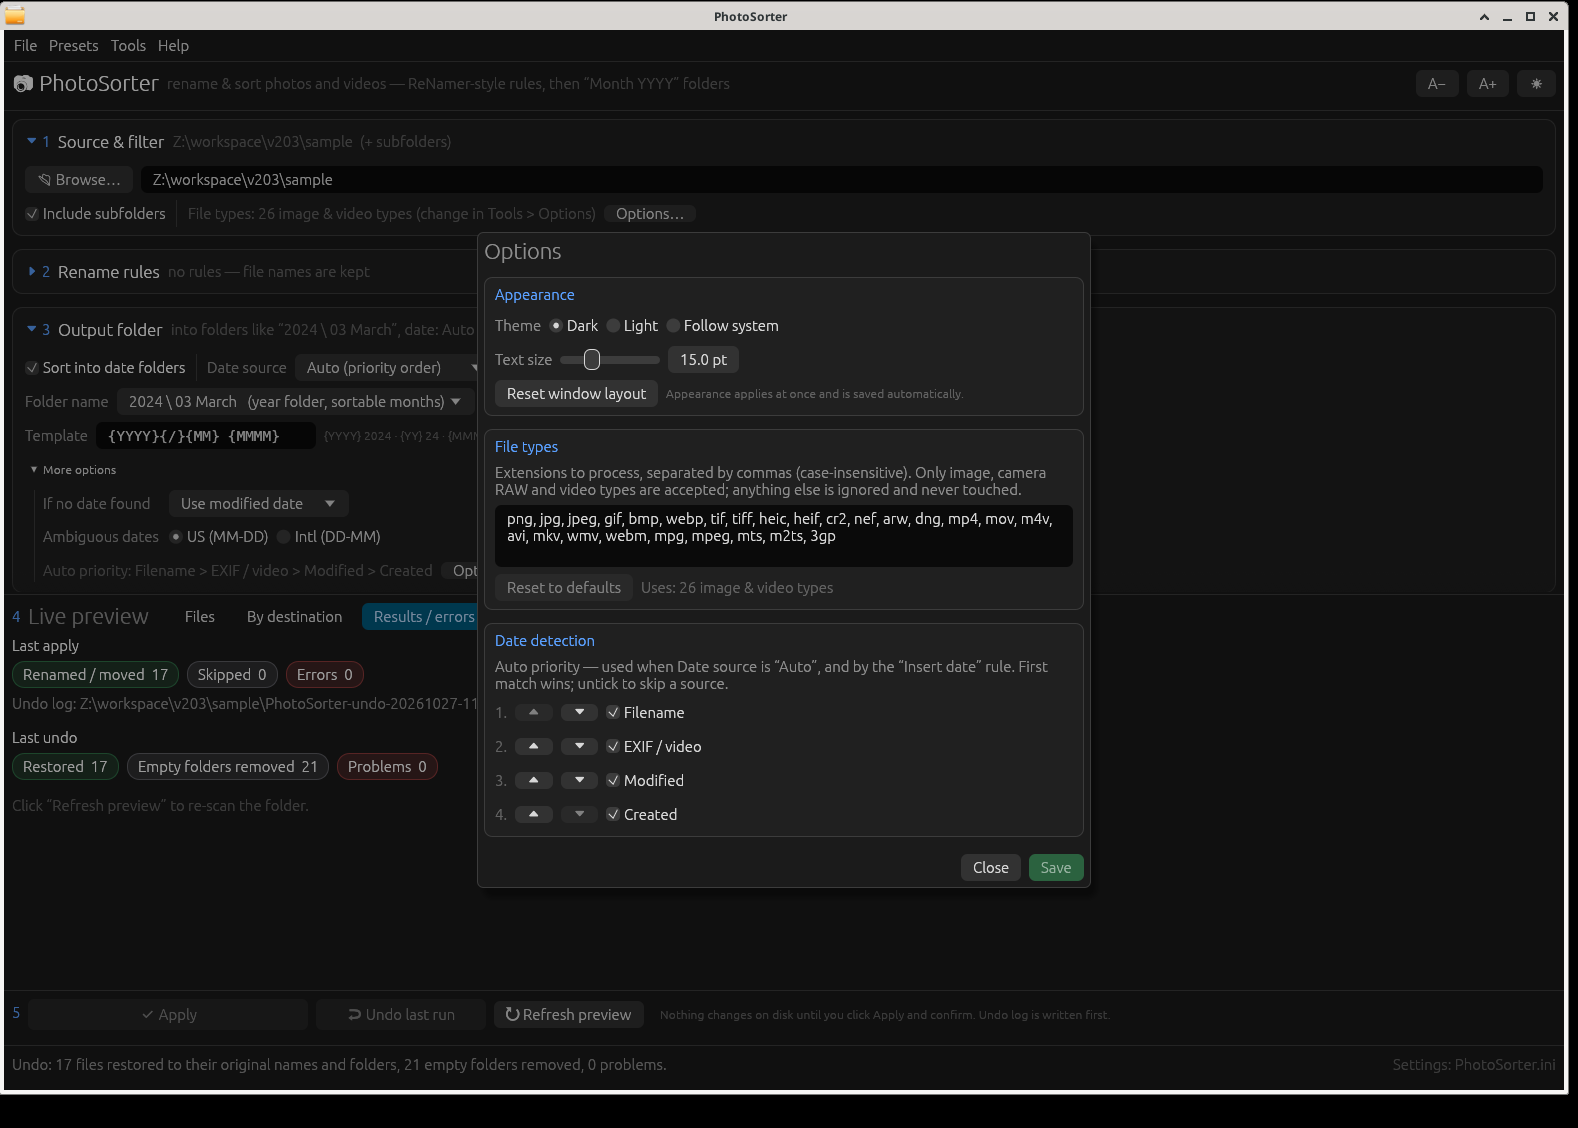 PhotoSorter
File Presets Tools Help
PhotoSorter rename & sort photos and videos — ReNamer-style rules, then “Month YYYY” folders A− A+
1 Source & filter Z:\workspace\v203\sample (+ subfolders)
Browse... Z:\workspace\v203\sample
Include subfolders File types: 26 image & video types (change in Tools > Options) Options...
2 Rename rules no rules — file names are kept
3 Output folder into folders like "2024 \ 03 March", date: Auto
Sort into date folders Date source Auto (priority order)
Folder name 2024 \ 03 March (year folder, sortable months)
Template {YYYY}{/}{MM} {MMMM} {YYYY} 2024 · {YY} 24 · {MMM
More options
If no date found Use modified date
Ambiguous dates US (MM-DD) Intl (DD-MM)
Auto priority: Filename > EXIF / video > Modified > Created Opt
4 Live preview Files By destination Results / errors
Last apply
Renamed / moved 17 Skipped 0 Errors 0
Undo log: Z:\workspace\v203\sample\PhotoSorter-undo-20261027-11
Last undo
Restored 17 Empty folders removed 21 Problems 0
Click “Refresh preview” to re-scan the folder.
Options
Appearance
Theme Dark Light Follow system
Text size 15.0 pt
Reset window layout Appearance applies at once and is saved automatically.
File types
Extensions to process, separated by commas (case-insensitive). Only image, camera
RAW and video types are accepted; anything else is ignored and never touched.
png, jpg, jpeg, gif, bmp, webp, tif, tiff, heic, heif, cr2, nef, arw, dng, mp4, mov, m4v,
avi, mkv, wmv, webm, mpg, mpeg, mts, m2ts, 3gp
Reset to defaults Uses: 26 image & video types
Date detection
Auto priority — used when Date source is “Auto”, and by the “Insert date” rule. First
match wins; untick to skip a source.
1. Filename
2. EXIF / video
3. Modified
4. Created
Close Save
5 Apply Undo last run Refresh preview Nothing changes on disk until you click Apply and confirm. Undo log is written first.
Undo: 17 files restored to their original names and folders, 21 empty folders removed, 0 problems. Settings: PhotoSorter.ini